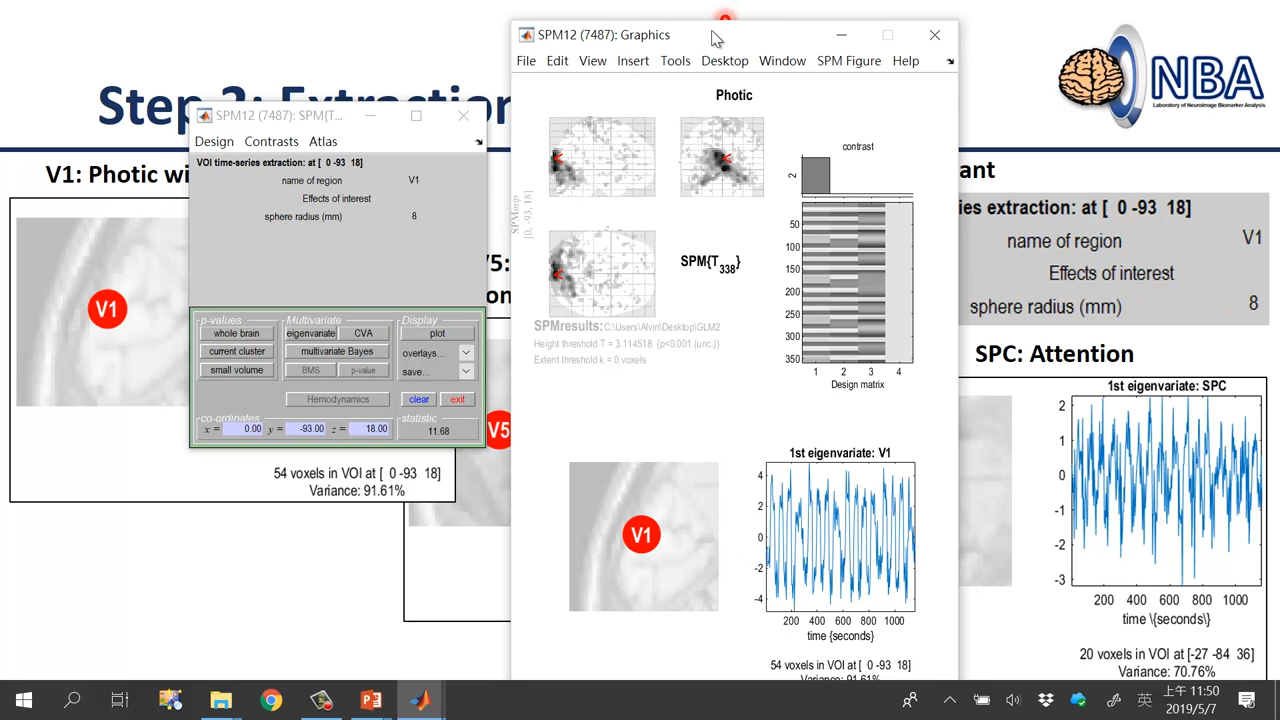 Step 2: Extraction
NBA
Laboratory of Neuroimage Biomarker Analysis
V1: Photic wi
V1
54 voxels in VOI at [ 0 -93 18]
Variance: 91.61%
V5:
on
V5
SPM12 (7487): SPM{T...
Design Contrasts Atlas
VOI time-series extraction: at [ 0 -93 18]
name of region V1
Effects of interest
sphere radius (mm) 8
p-values Multivariate Display
whole brain eigenvariate CVA plot
current cluster multivariate Bayes overlays...
small volume BMS p-value save...
Hemodynamics clear exit
co-ordinates statistic
x = 0.00 y = -93.00 z = 18.00 11.68
SPM12 (7487): Graphics
File Edit View Insert Tools Desktop Window SPM Figure Help
Photic
SPMmip
[0, -93, 18]
<
<
<
SPM{T338}
contrast
2
50
100
150
200
250
300
350
1 2 3 4
Design matrix
SPMresults: C:\Users\Alvin\Desktop\GLM2
Height threshold T = 3.114518 {p<0.001 (unc.)}
Extent threshold k = 0 voxels
V1
1st eigenvariate: V1
4
2
0
-2
-4
200 400 600 800 1000
time {seconds}
54 voxels in VOI at [ 0 -93 18]
Variance: 91.61%
ant
es extraction: at [ 0 -93 18]
name of region V1
Effects of interest
sphere radius (mm) 8
SPC: Attention
1st eigenvariate: SPC
2
1
0
-1
-2
-3
200 400 600 800 1000
time \{seconds\}
20 voxels in VOI at [-27 -84 36]
Variance: 70.76%
英
上午 11:50
2019/5/7